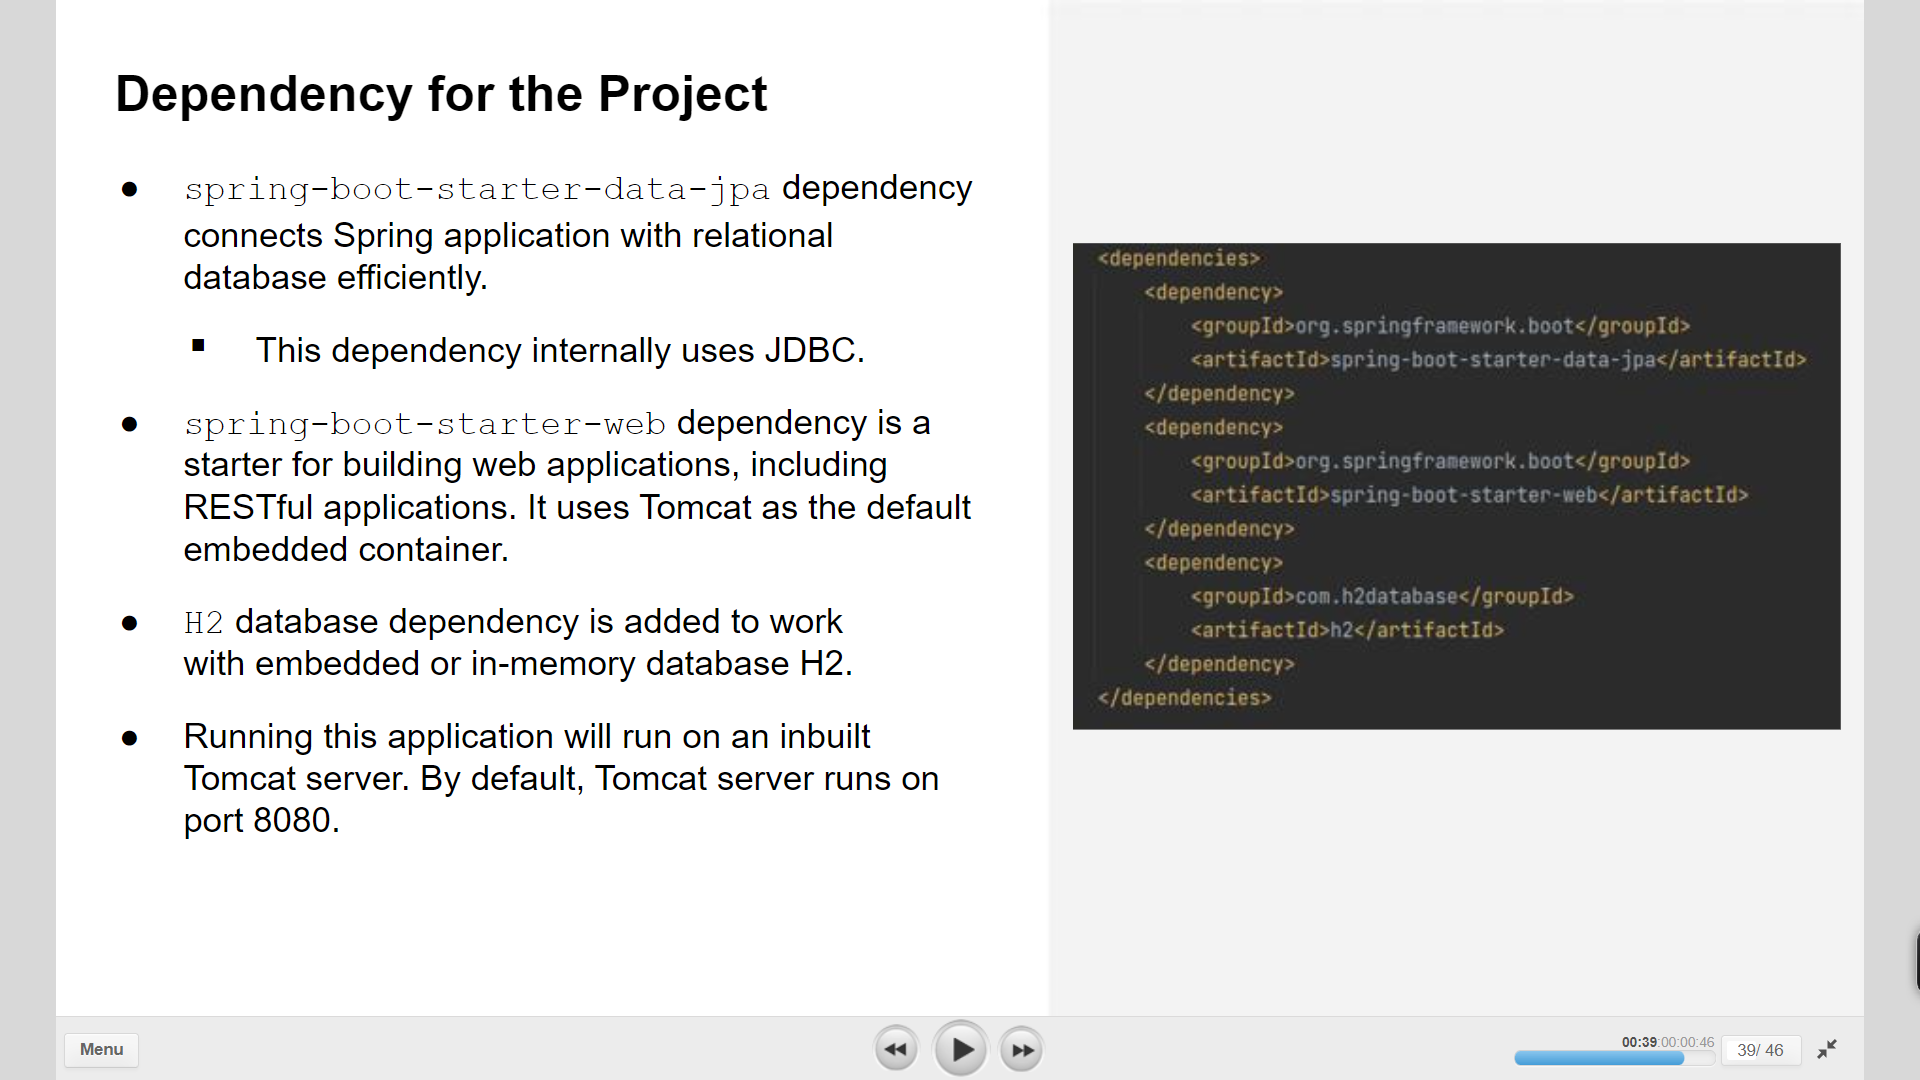 Dependency for the Project
● spring-boot-starter-data-jpa dependency
connects Spring application with relational
database efficiently.
▪ This dependency internally uses JDBC.
● spring-boot-starter-web dependency is a
starter for building web applications, including
RESTful applications. It uses Tomcat as the default
embedded container.
● H2 database dependency is added to work
with embedded or in-memory database H2.
● Running this application will run on an inbuilt
Tomcat server. By default, Tomcat server runs on
port 8080.
<dependencies>
<dependency>
<groupId>org.springframework.boot</groupId>
<artifactId>spring-boot-starter-data-jpa</artifactId>
</dependency>
<dependency>
<groupId>org.springframework.boot</groupId>
<artifactId>spring-boot-starter-web</artifactId>
</dependency>
<dependency>
<groupId>com.h2database</groupId>
<artifactId>h2</artifactId>
</dependency>
</dependencies>
Menu
00:39:00:00:46
39/ 46